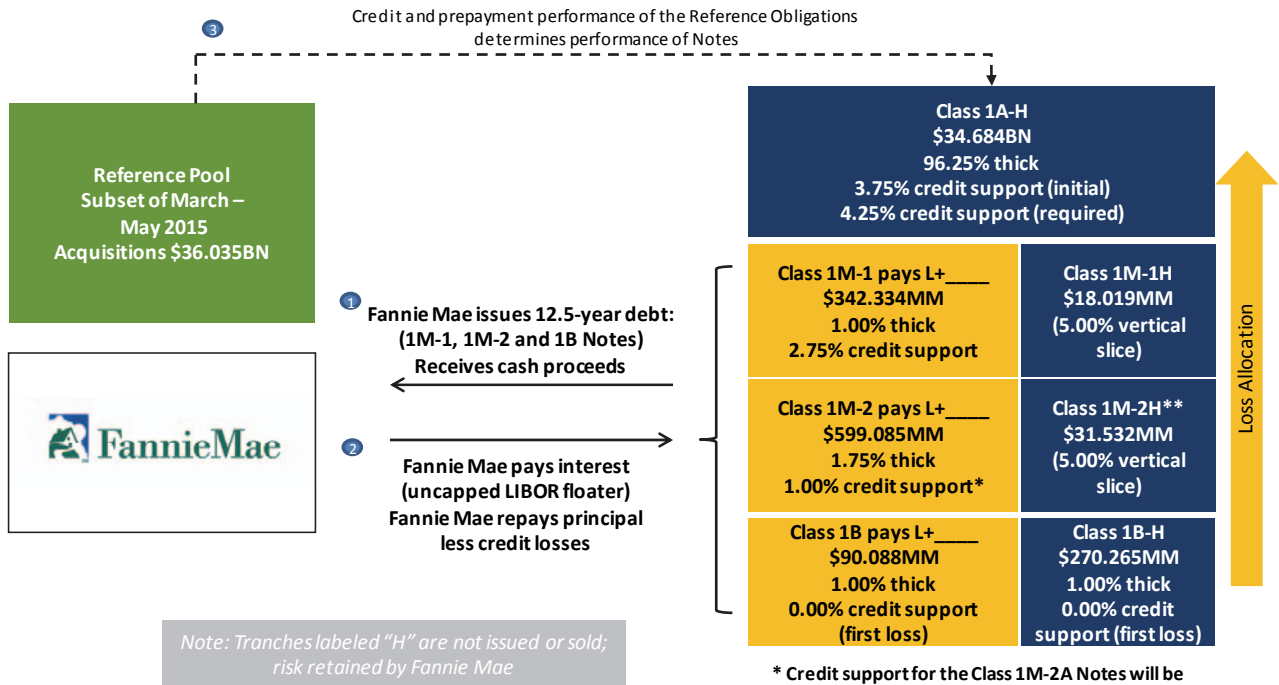 3
Credit and prepayment performance of the Reference Obligations
determines performance of Notes
Reference Pool
Subset of March –
May 2015
Acquisitions $36.035BN
Class 1A-H
$34.684BN
96.25% thick
3.75% credit support (initial)
4.25% credit support (required)
1
Fannie Mae issues 12.5-year debt:
(1M-1, 1M-2 and 1B Notes)
Receives cash proceeds
FannieMae
2
Fannie Mae pays interest
(uncapped LIBOR floater)
Fannie Mae repays principal
less credit losses
Class 1M-1 pays L+____
$342.334MM
1.00% thick
2.75% credit support
Class 1M-1H
$18.019MM
(5.00% vertical
slice)
Class 1M-2 pays L+____
$599.085MM
1.75% thick
1.00% credit support*
Class 1M-2H**
$31.532MM
(5.00% vertical
slice)
Class 1B pays L+____
$90.088MM
1.00% thick
0.00% credit support
(first loss)
Class 1B-H
$270.265MM
1.00% thick
0.00% credit
support (first loss)
Loss Allocation
Note: Tranches labeled “H” are not issued or sold;
risk retained by Fannie Mae
* Credit support for the Class 1M-2A Notes will be